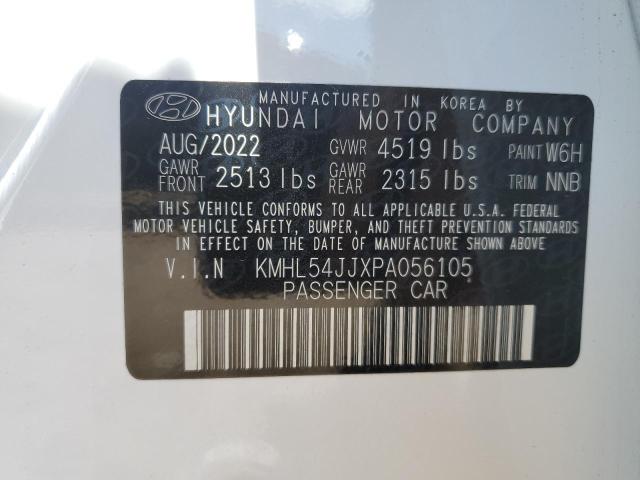 MANUFACTURED IN KOREA BY
HYUNDAI MOTOR COMPANY
AUG/2022 GVWR 4519 lbs PAINT W6H
GAWR FRONT 2513 lbs GAWR REAR 2315 lbs TRIM NNB
THIS VEHICLE CONFORMS TO ALL APPLICABLE U.S.A. FEDERAL
MOTOR VEHICLE SAFETY, BUMPER, AND THEFT PREVENTION STANDARDS
IN EFFECT ON THE DATE OF MANUFACTURE SHOWN ABOVE.
V.I.N KMHL54JJXPA056105
PASSENGER CAR